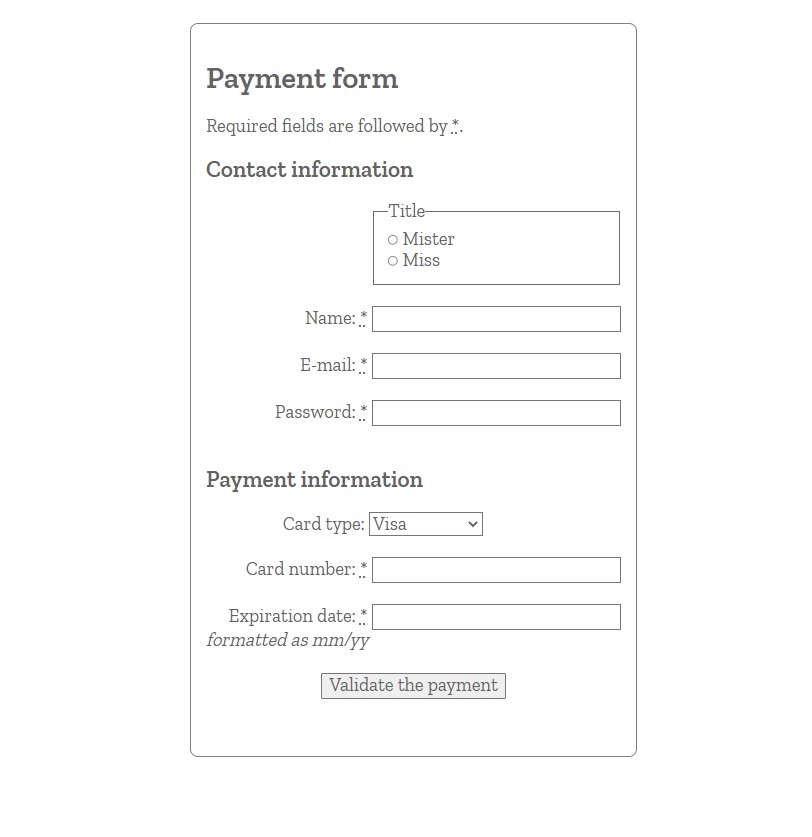 Payment form
Required fields are followed by *.
Contact information
Title
Mister
Miss
Name: *
E-mail: *
Password: *
Payment information
Card type: Visa
Card number: *
Expiration date: *
formatted as mm/yy
Validate the payment